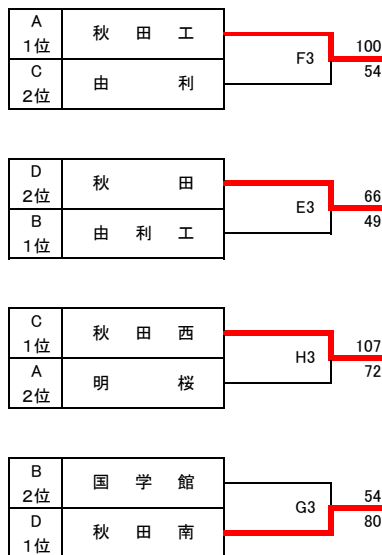 A
1位
秋田工
C
2位
由利
F3
100
54
D
2位
秋田
B
1位
由利工
E3
66
49
C
1位
秋田西
A
2位
明桜
H3
107
72
B
2位
国学館
D
1位
秋田南
G3
54
80